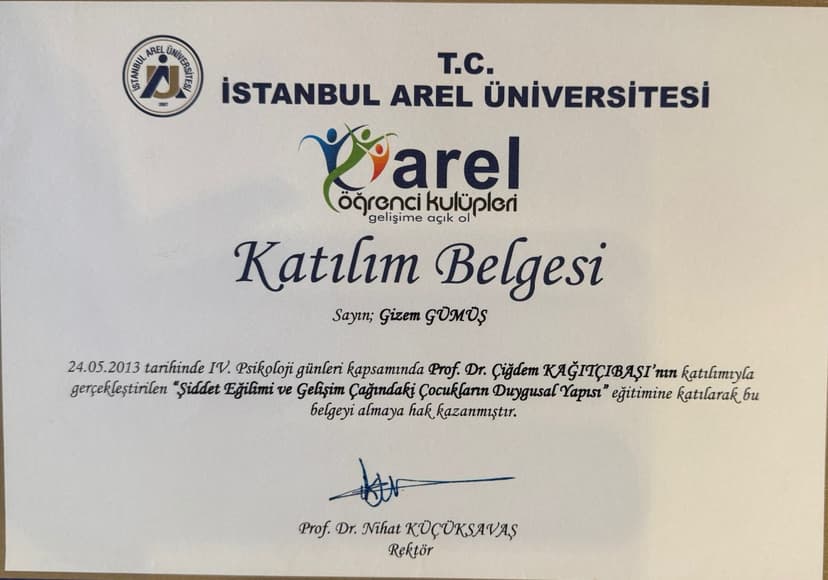 İSTANBUL AREL ÜNİVERSİTESİ
T.C.
İSTANBUL AREL ÜNİVERSİTESİ
arel
öğrenci kulüpleri
gelişime açık ol
Katılım Belgesi
Sayın; Gizem GÜMÜŞ
24.05.2013 tarihinde IV. Psikoloji günleri kapsamında Prof. Dr. Çiğdem KAĞITÇIBAŞI'nın katılımıyla
gerçekleştirilen “Şiddet Eğilimi ve Gelişim Çağındaki Çocukların Duygusal Yapısı” eğitimine katılarak bu
belgeyi almaya hak kazanmıştır.
Prof. Dr. Nihat KÜÇÜKSAVAŞ
Rektör